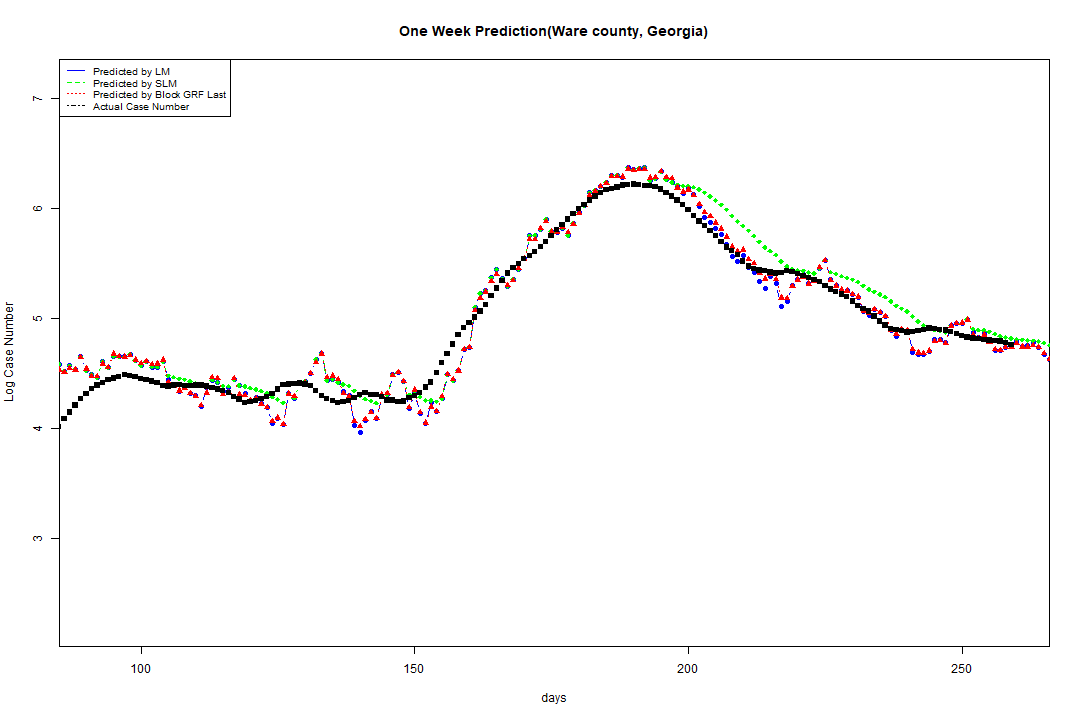 One Week Prediction(Ware county, Georgia)
Predicted by LM
Predicted by SLM
Predicted by Block GRF Last
Actual Case Number
7
6
5
4
3
Log Case Number
100 150 200 250
days